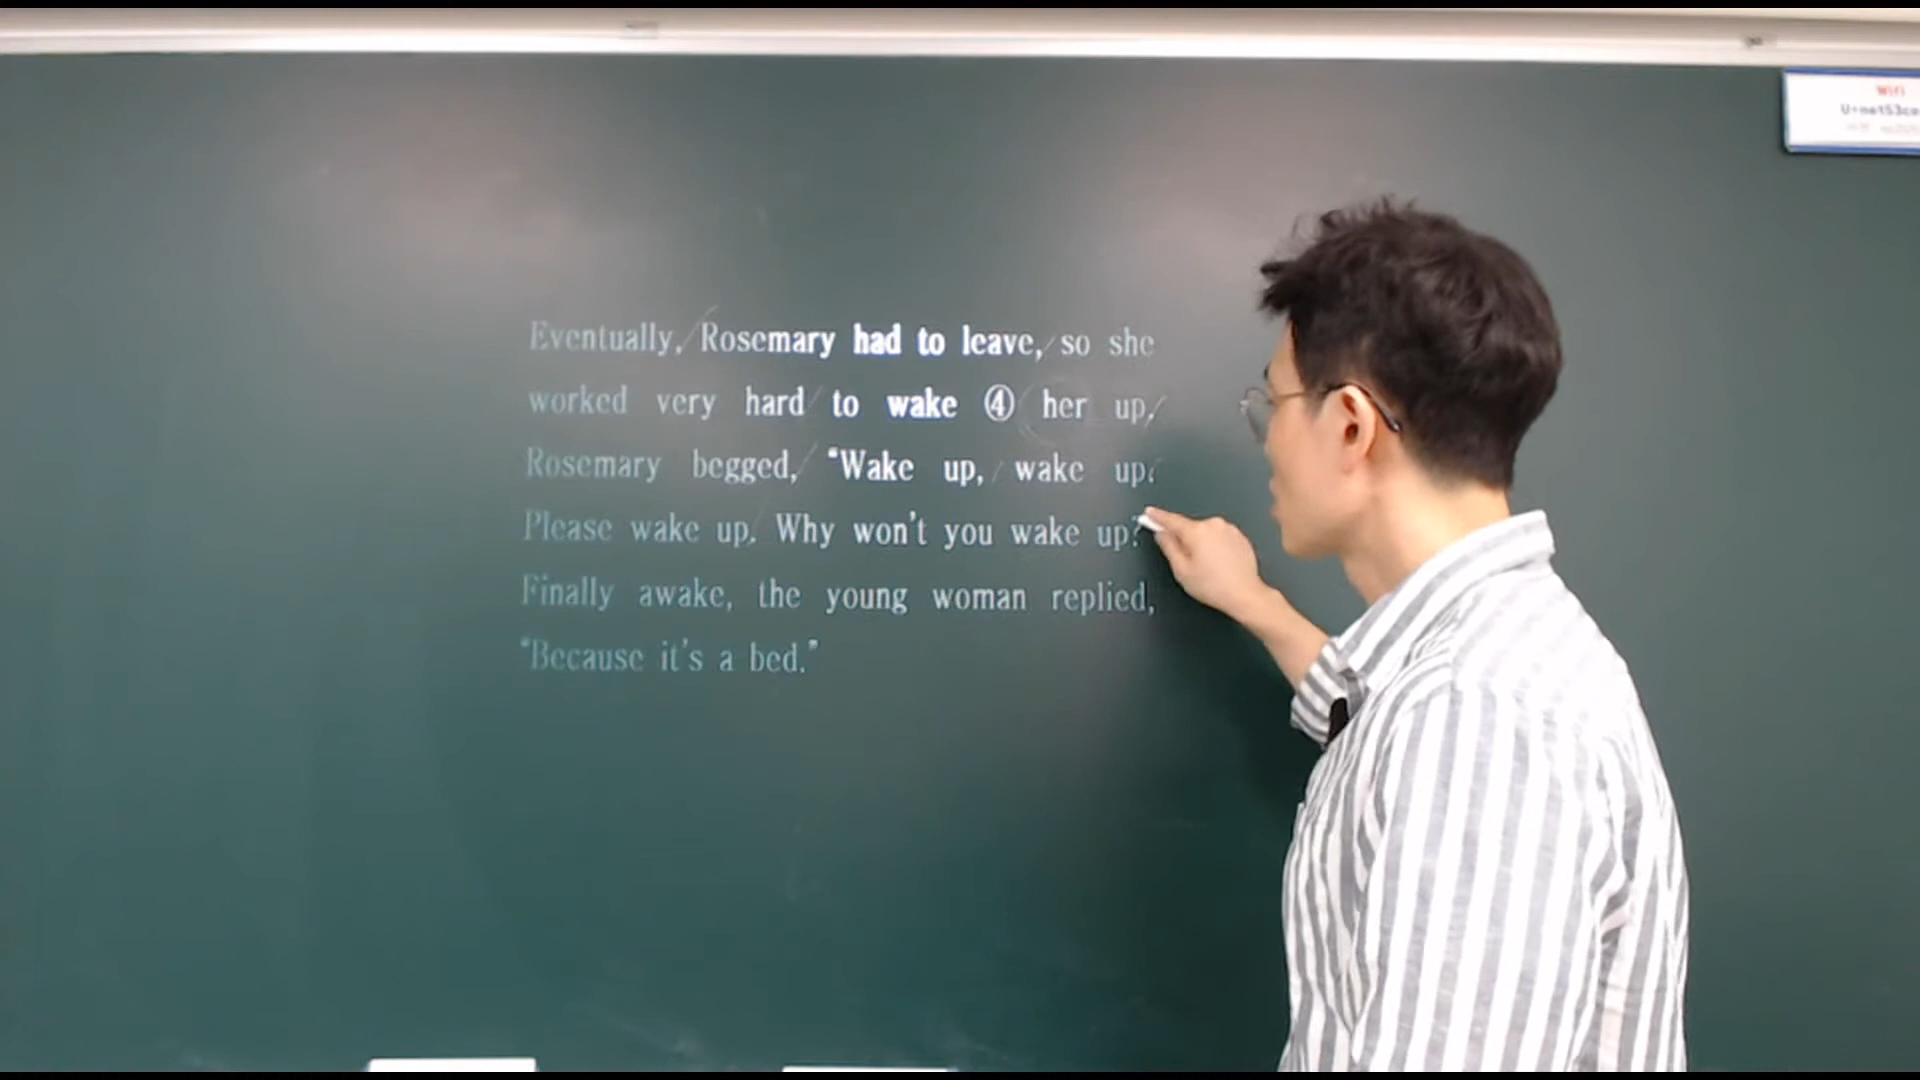 Eventually, Rosemary had to leave, so she
worked very hard to wake ④ her up.
Rosemary begged, “Wake up, wake up.
Please wake up. Why won't you wake up?
Finally awake, the young woman replied,
“Because it's a bed.”
Wifi